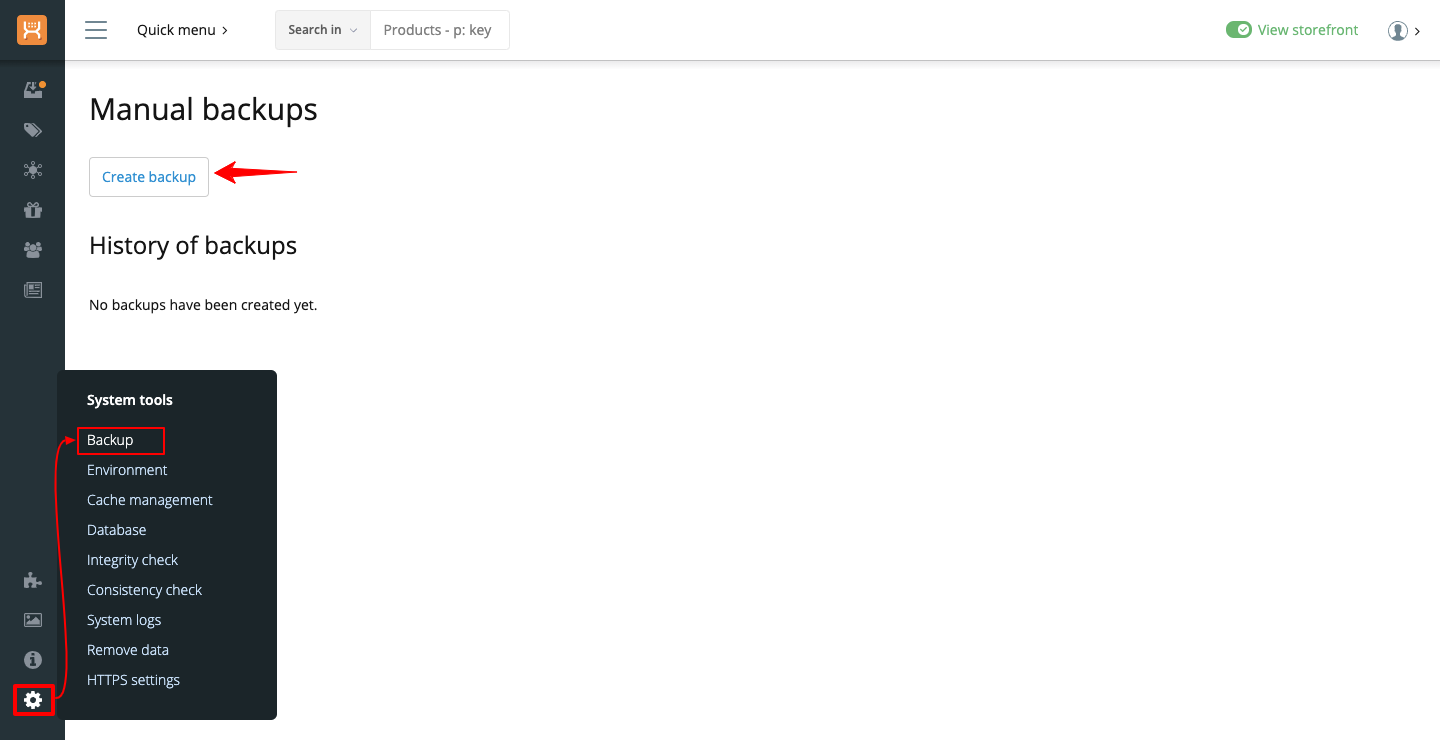 Quick menu
Search in
Products - p: key
View storefront
Manual backups
Create backup
History of backups
No backups have been created yet.
System tools
Backup
Environment
Cache management
Database
Integrity check
Consistency check
System logs
Remove data
HTTPS settings